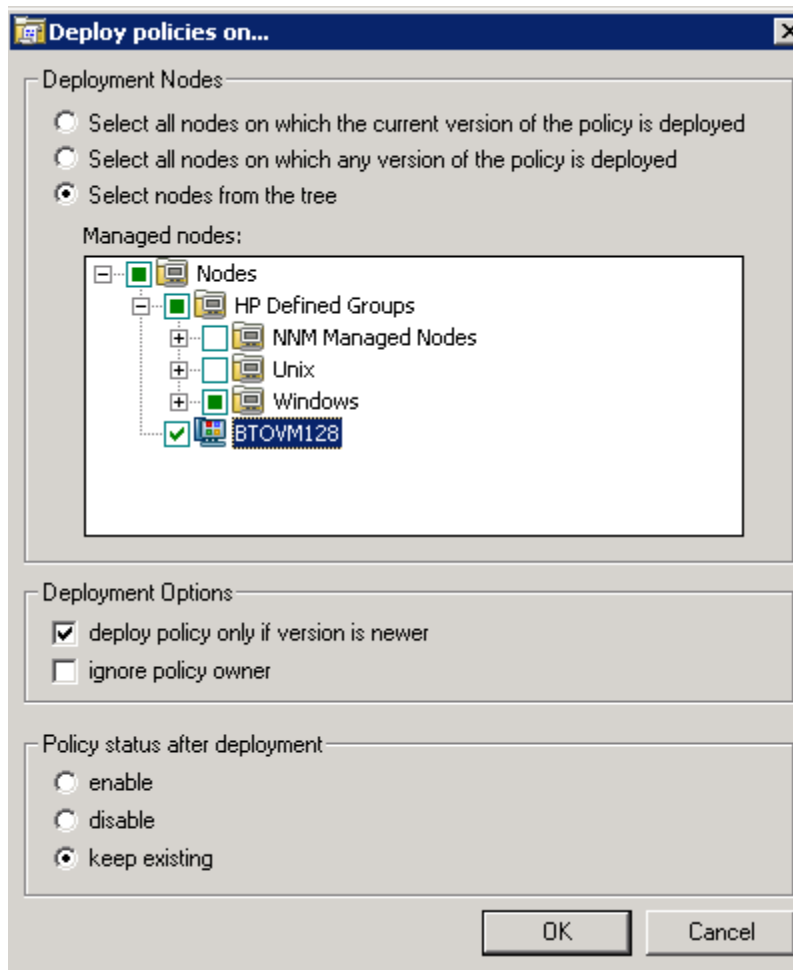 Deploy policies on...
Deployment Nodes
Select all nodes on which the current version of the policy is deployed
Select all nodes on which any version of the policy is deployed
Select nodes from the tree
Managed nodes:
Nodes
HP Defined Groups
NNM Managed Nodes
Unix
Windows
BTOVM128
Deployment Options
deploy policy only if version is newer
ignore policy owner
Policy status after deployment
enable
disable
keep existing
OK Cancel